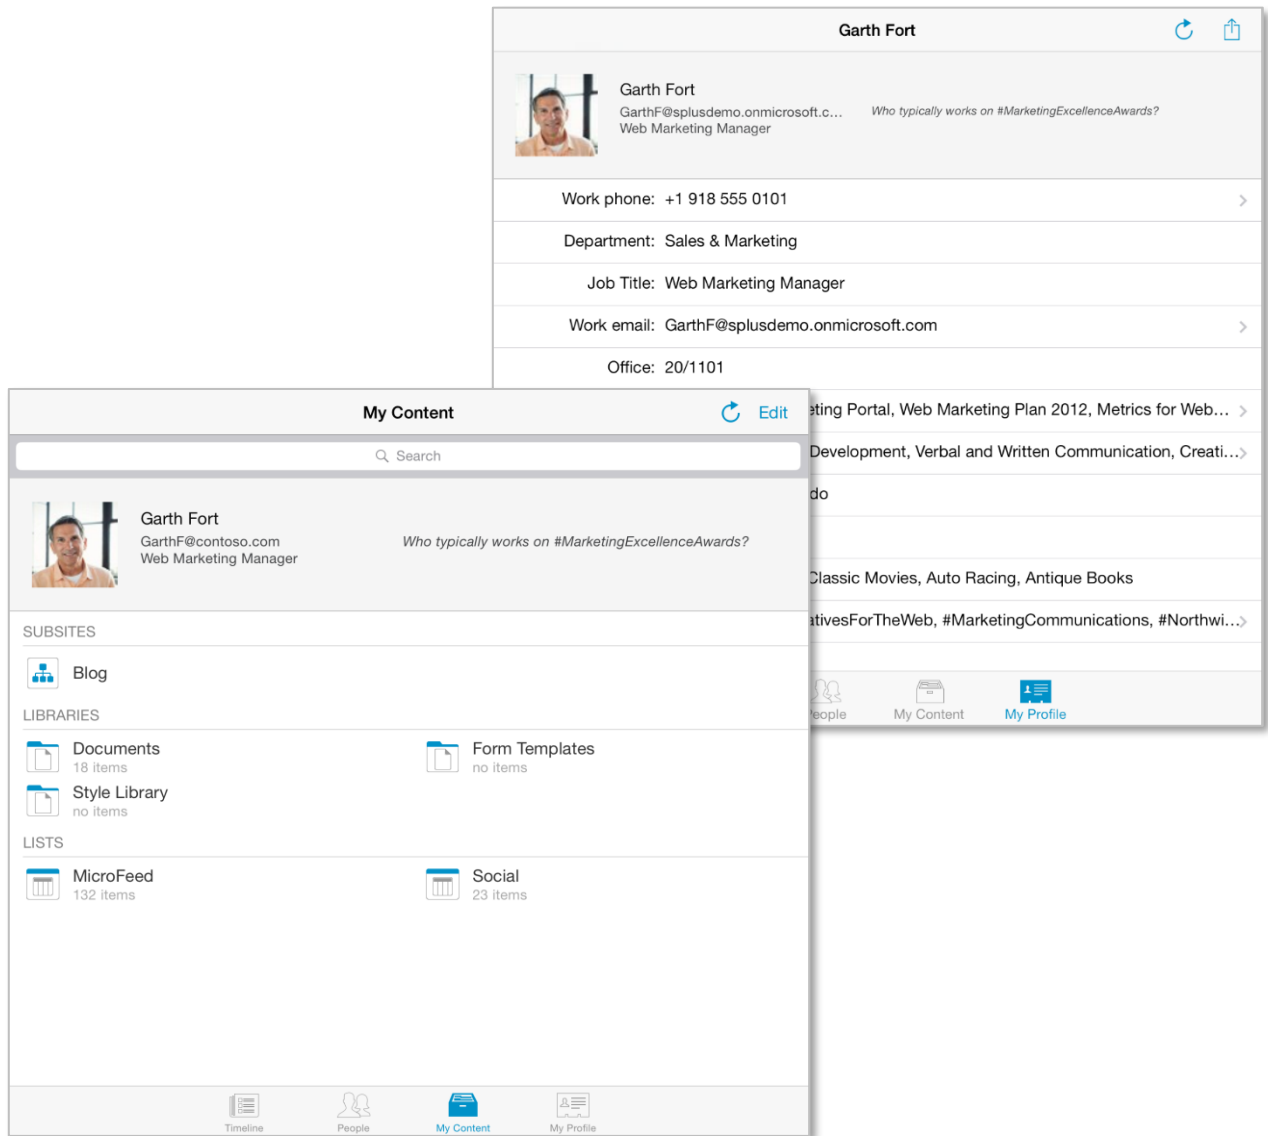 Garth Fort
Garth Fort
GarthF@splusdemo.onmicrosoft.c...
Web Marketing Manager
Who typically works on #MarketingExcellenceAwards?
Work phone: +1 918 555 0101
Department: Sales & Marketing
Job Title: Web Marketing Manager
Work email: GarthF@splusdemo.onmicrosoft.com
Office: 20/1101
eting Portal, Web Marketing Plan 2012, Metrics for Web...
Development, Verbal and Written Communication, Creati...
do
Classic Movies, Auto Racing, Antique Books
ativesForTheWeb, #MarketingCommunications, #Northwi...
People My Content My Profile
My Content Edit
Search
Garth Fort
GarthF@contoso.com
Web Marketing Manager
Who typically works on #MarketingExcellenceAwards?
SUBSITES
Blog
LIBRARIES
Documents
18 items
Form Templates
no items
Style Library
no items
LISTS
MicroFeed
132 items
Social
23 items
Timeline People My Content My Profile